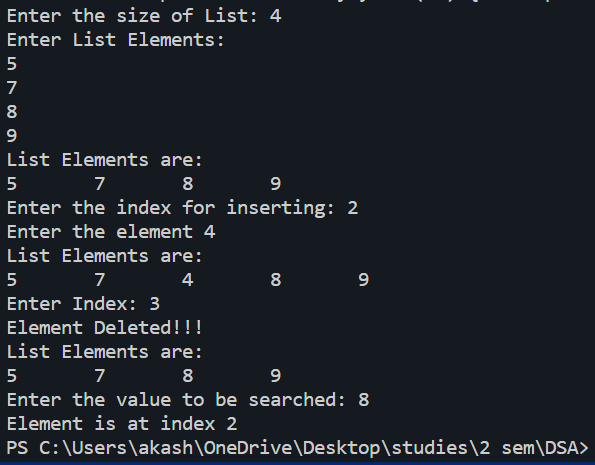 Enter the size of List: 4
Enter List Elements:
5
7
8
9
List Elements are:
5 7 8 9
Enter the index for inserting: 2
Enter the element 4
List Elements are:
5 7 4 8 9
Enter Index: 3
Element Deleted!!!
List Elements are:
5 7 8 9
Enter the value to be searched: 8
Element is at index 2
PS C:\Users\akash\OneDrive\Desktop\studies\2 sem\DSA>